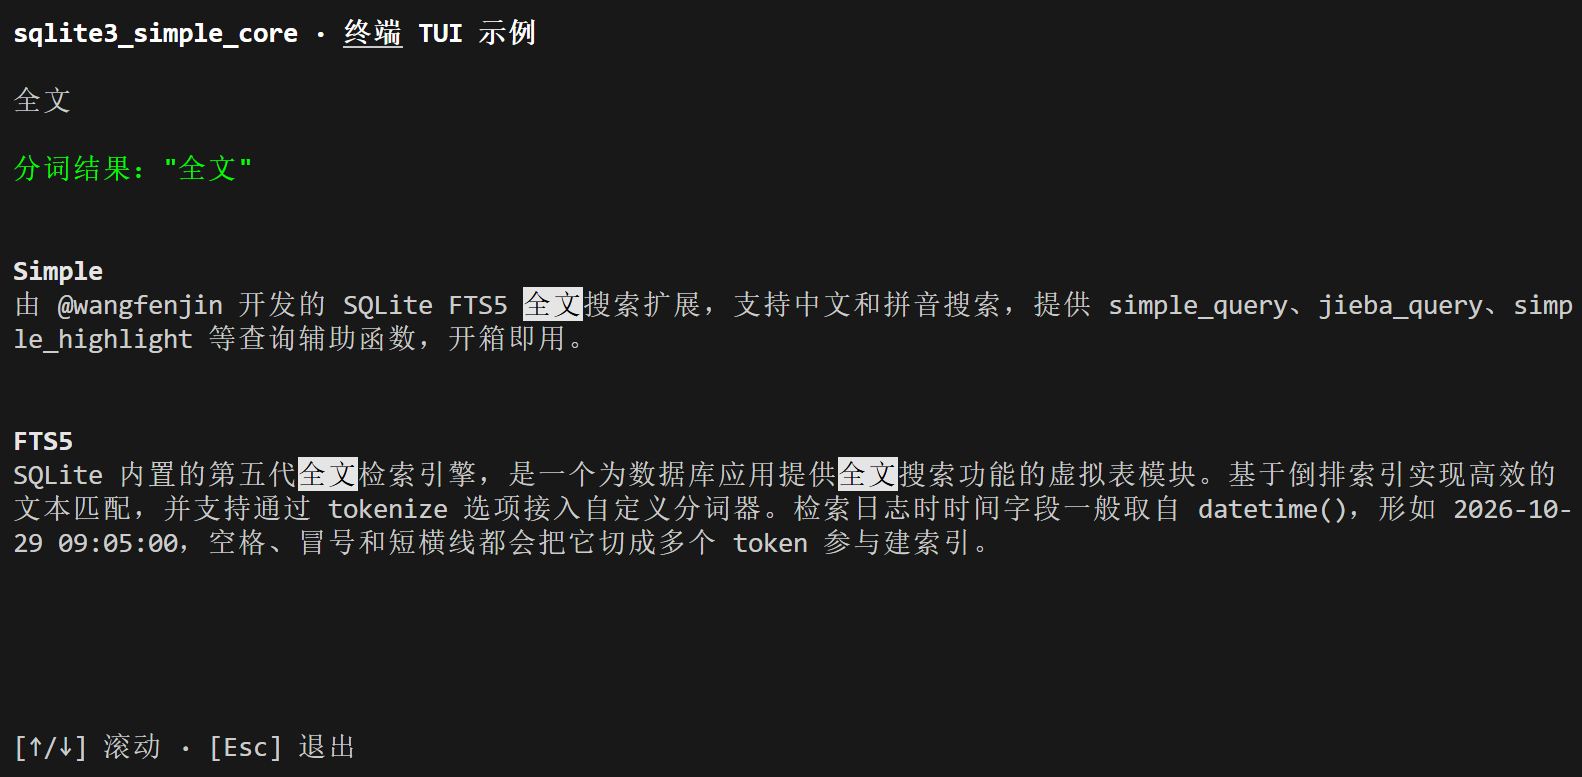 sqlite3_simple_core · 终端 TUI 示例
全文
分词结果："全文"
Simple
由 @wangfenjin 开发的 SQLite FTS5 全文搜索扩展，支持中文和拼音搜索，提供 simple_query、jieba_query、simp
le_highlight 等查询辅助函数，开箱即用。
FTS5
SQLite 内置的第五代全文检索引擎，是一个为数据库应用提供全文搜索功能的虚拟表模块。基于倒排索引实现高效的
文本匹配，并支持通过 tokenize 选项接入自定义分词器。检索日志时时间字段一般取自 datetime()，形如 2026-10-
29 09:05:00，空格、冒号和短横线都会把它切成多个 token 参与建索引。
[↑/↓] 滚动 · [Esc] 退出